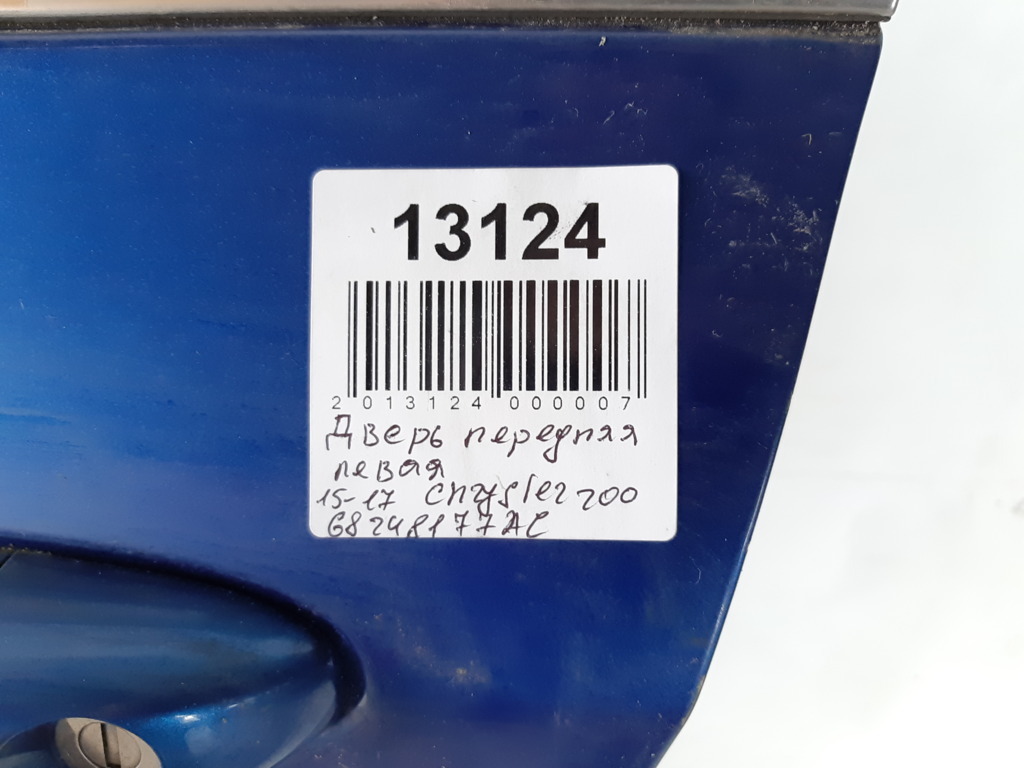 13124
2 013124 000007
Дверь передняя
левая
15-17 Chrysler 200
68248177AC